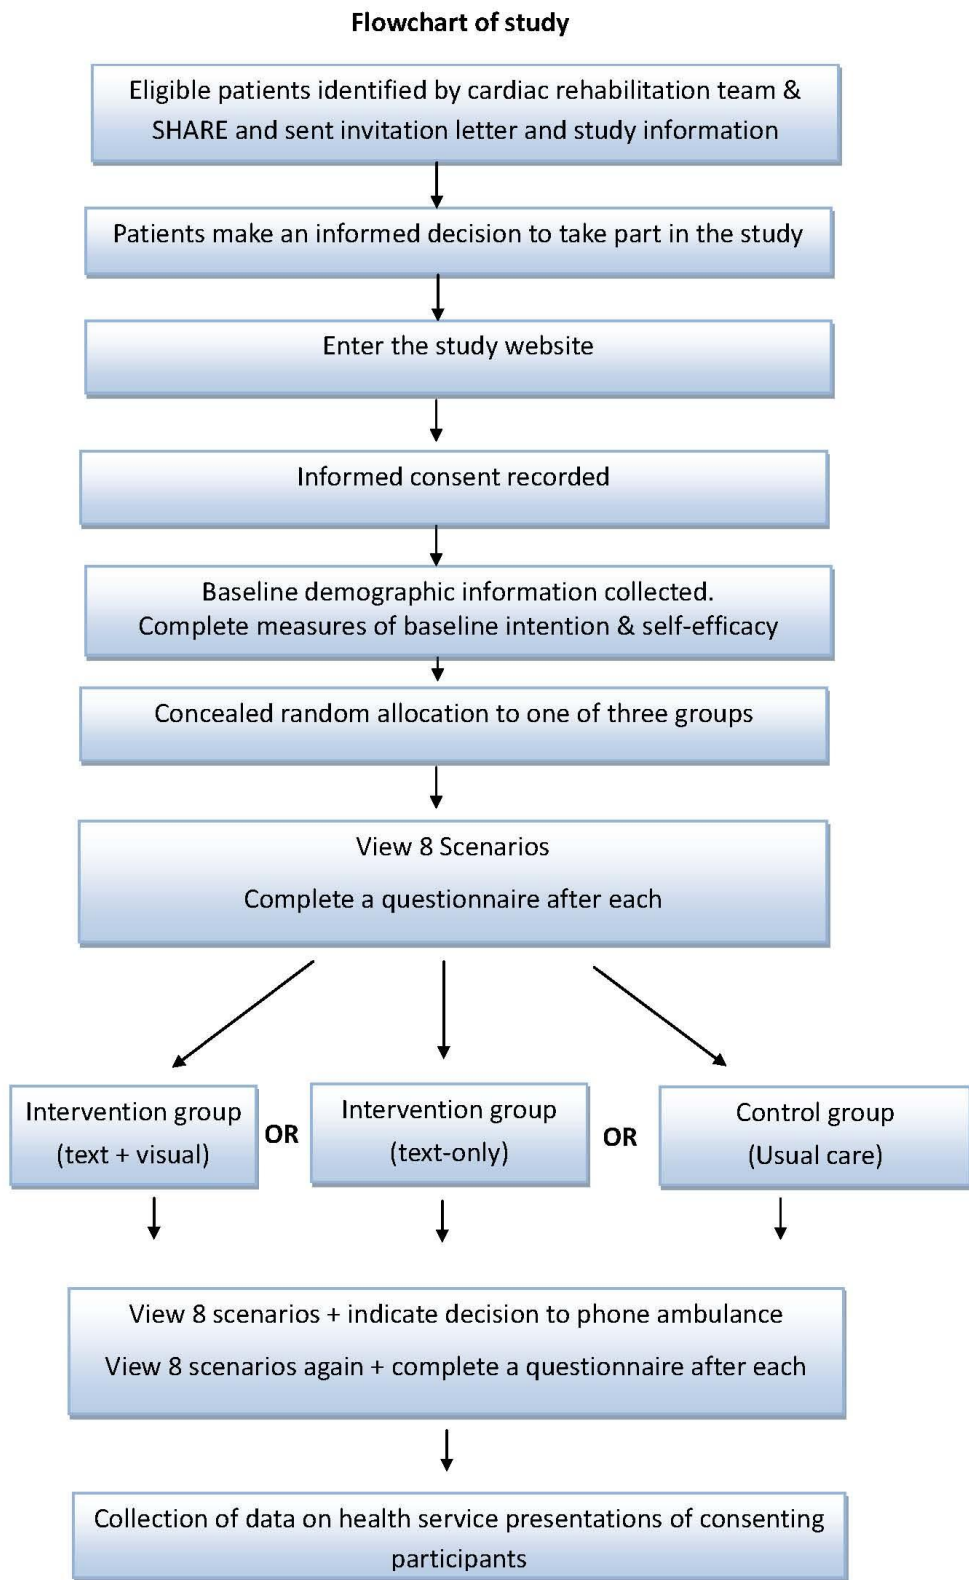 Flowchart of study
Eligible patients identified by cardiac rehabilitation team &
SHARE and sent invitation letter and study information
Patients make an informed decision to take part in the study
Enter the study website
Informed consent recorded
Baseline demographic information collected.
Complete measures of baseline intention & self-efficacy
Concealed random allocation to one of three groups
View 8 Scenarios
Complete a questionnaire after each
Intervention group
(text + visual)
OR
Intervention group
(text-only)
OR
Control group
(Usual care)
View 8 scenarios + indicate decision to phone ambulance
View 8 scenarios again + complete a questionnaire after each
Collection of data on health service presentations of consenting
participants